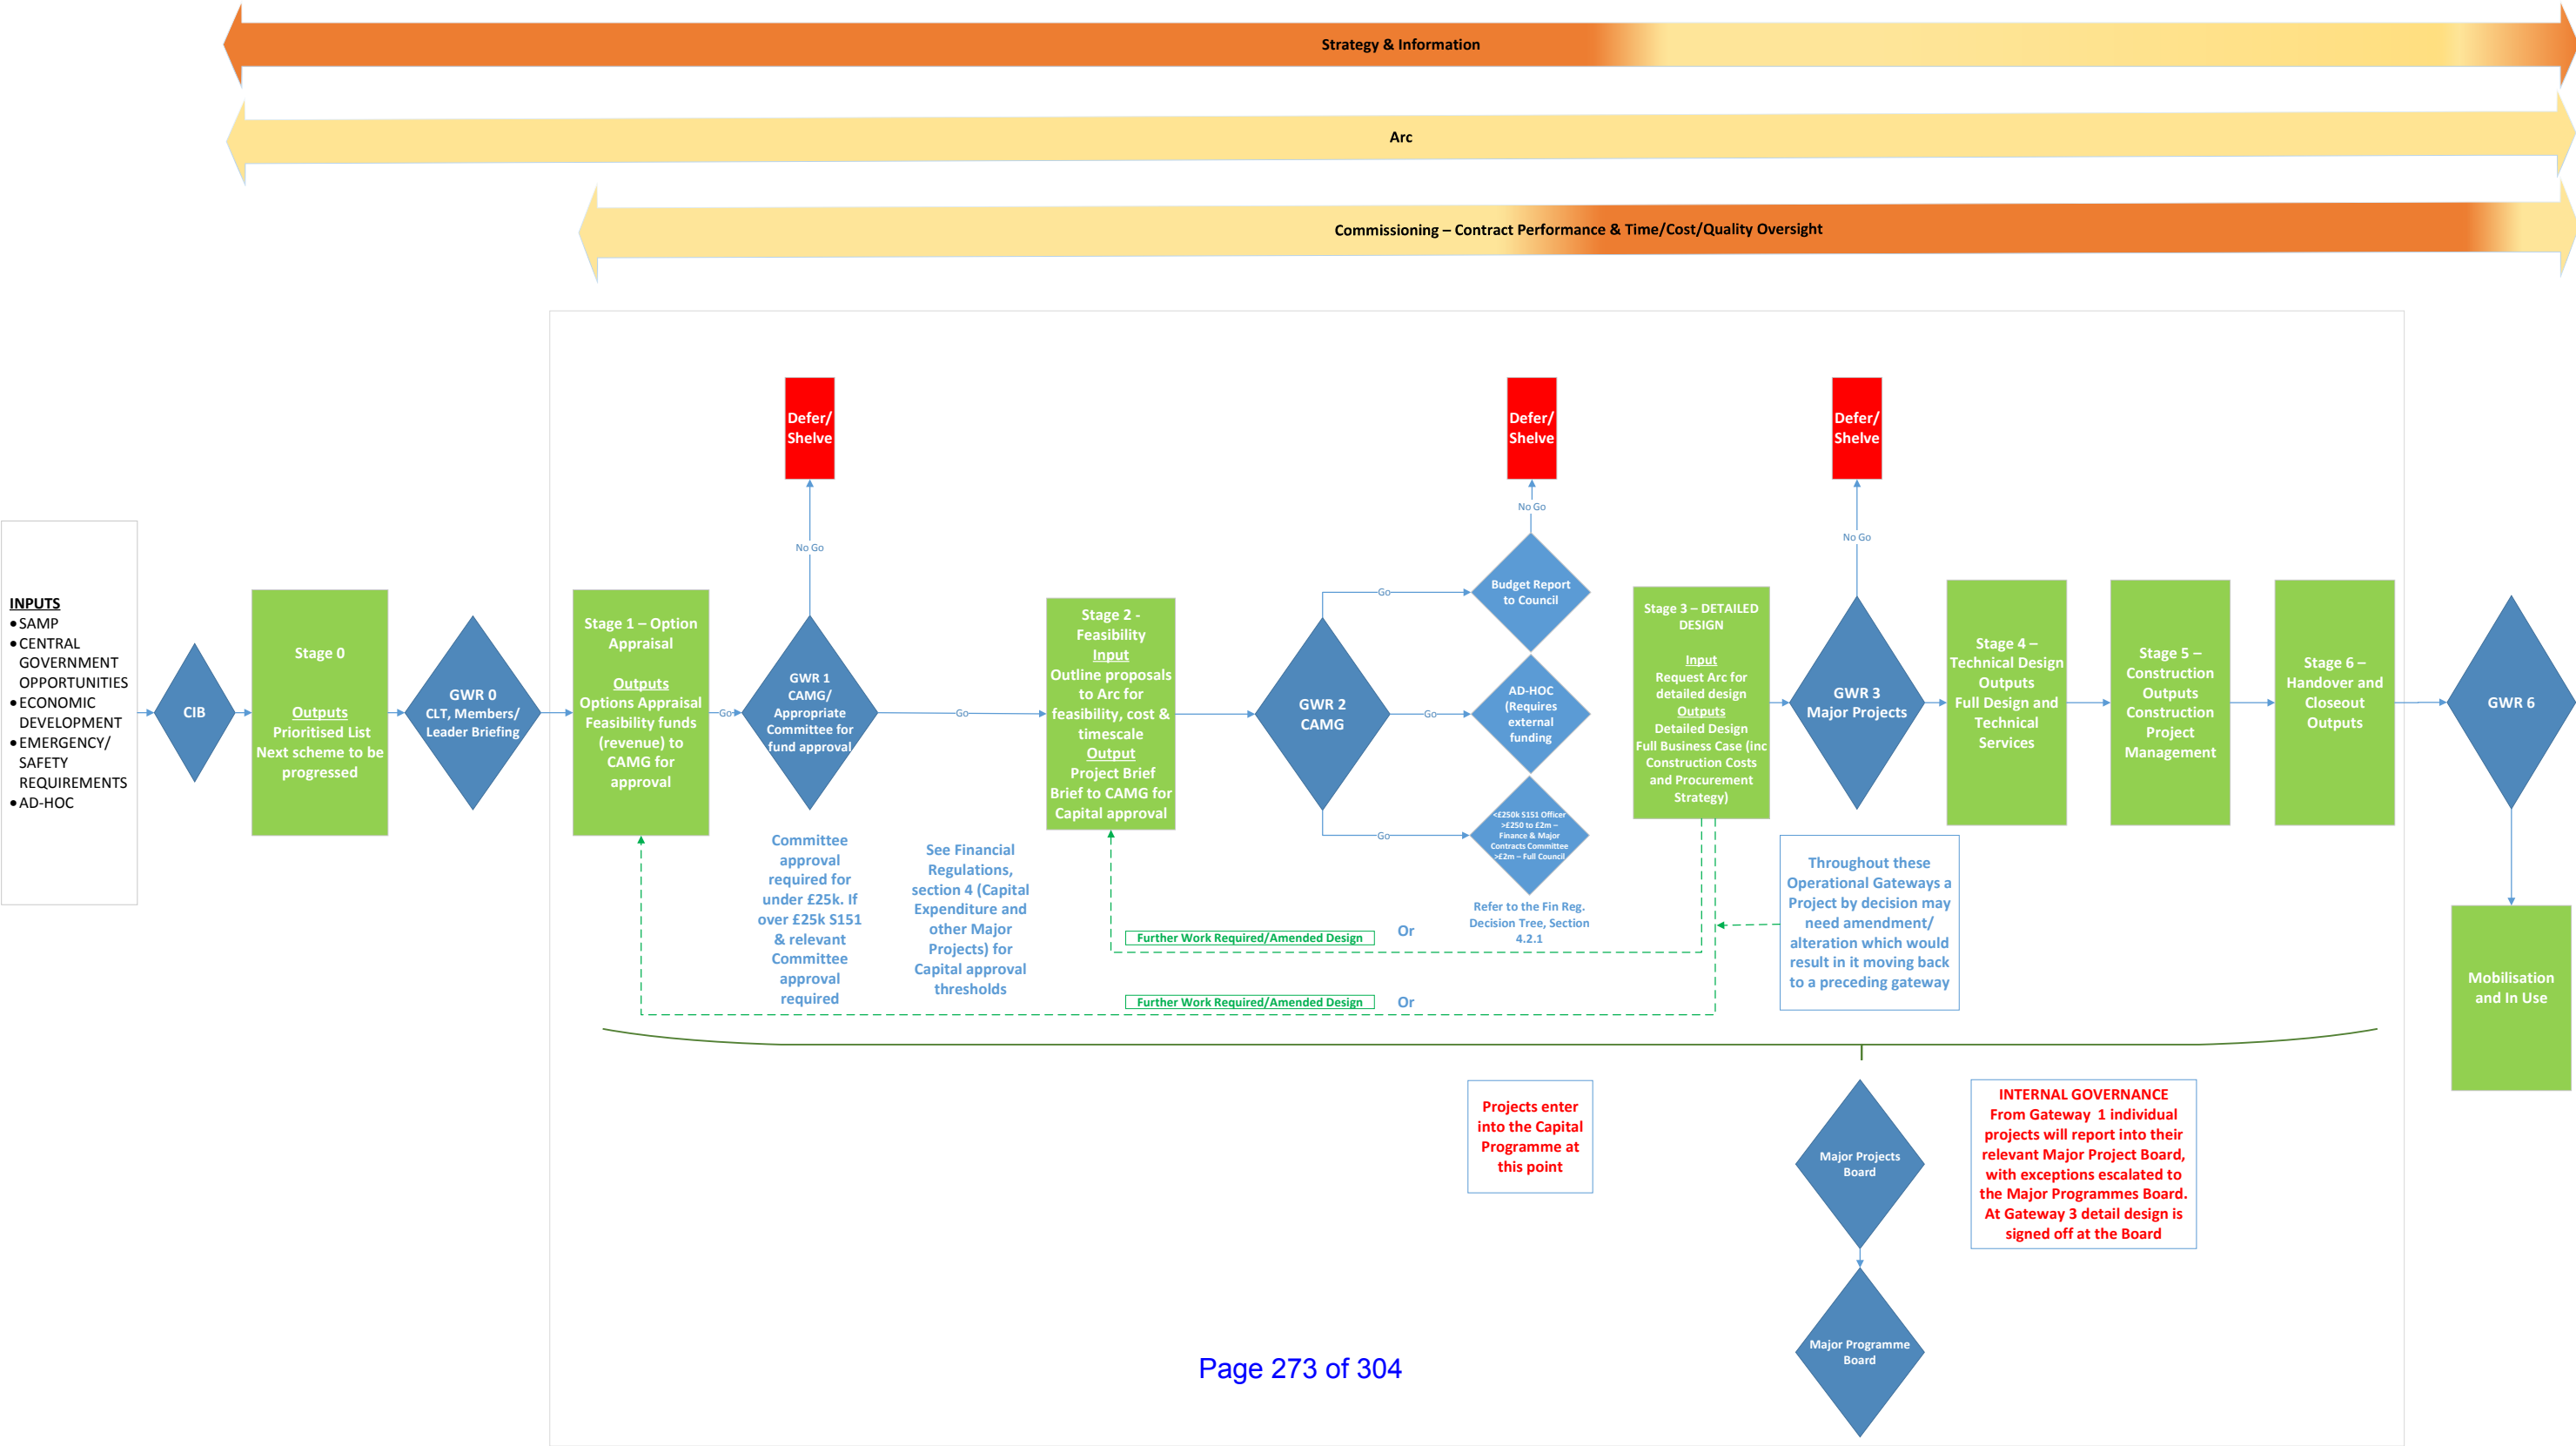 Strategy & Information
Arc
Commissioning – Contract Performance & Time/Cost/Quality Oversight
INPUTS
• SAMP
• CENTRAL
GOVERNMENT
OPPORTUNITIES
• ECONOMIC
DEVELOPMENT
• EMERGENCY/
SAFETY
REQUIREMENTS
• AD-HOC
CIB
Stage 0
Outputs
Prioritised List
Next scheme to be
progressed
GWR 0
CLT, Members/
Leader Briefing
Stage 1 – Option
Appraisal
Outputs
Options Appraisal
Feasibility funds
(revenue) to
CAMG for
approval
Go
Defer/
Shelve
No Go
GWR 1
CAMG/
Appropriate
Committee for
fund approval
Committee
approval
required for
under £25k. If
over £25k S151
& relevant
Committee
approval
required
Go
See Financial
Regulations,
section 4 (Capital
Expenditure and
other Major
Projects) for
Capital approval
thresholds
Stage 2 -
Feasibility
Input
Outline proposals
to Arc for
feasibility, cost &
timescale
Output
Project Brief
Brief to CAMG for
Capital approval
GWR 2
CAMG
Go
Go
Go
Defer/
Shelve
No Go
Budget Report
to Council
AD-HOC
(Requires
external
funding
<£250k S151 Officer
>£250 to £2m –
Finance & Major
Contracts Committee
>£2m – Full Council
Refer to the Fin Reg.
Decision Tree, Section
4.2.1
Stage 3 – DETAILED
DESIGN
Input
Request Arc for
detailed design
Outputs
Detailed Design
Full Business Case (inc
Construction Costs
and Procurement
Strategy)
Defer/
Shelve
No Go
GWR 3
Major Projects
Stage 4 –
Technical Design
Outputs
Full Design and
Technical
Services
Stage 5 –
Construction
Outputs
Construction
Project
Management
Stage 6 –
Handover and
Closeout
Outputs
GWR 6
Mobilisation
and In Use
Throughout these
Operational Gateways a
Project by decision may
need amendment/
alteration which would
result in it moving back
to a preceding gateway
Further Work Required/Amended Design
Or
Further Work Required/Amended Design
Or
Projects enter
into the Capital
Programme at
this point
Major Projects
Board
Major Programme
Board
INTERNAL GOVERNANCE
From Gateway 1 individual
projects will report into their
relevant Major Project Board,
with exceptions escalated to
the Major Programmes Board.
At Gateway 3 detail design is
signed off at the Board
Page 273 of 304